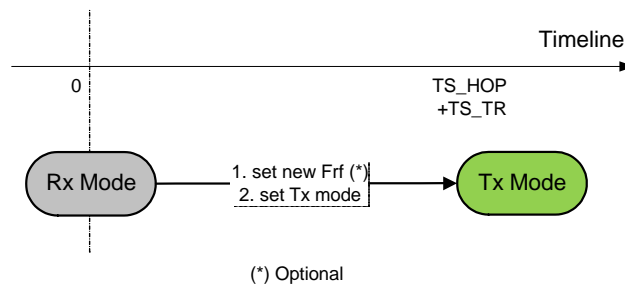 Timeline
0
TS_HOP
+TS_TR
Rx Mode
1. set new Frf (*)
2. set Tx mode
Tx Mode
(*) Optional